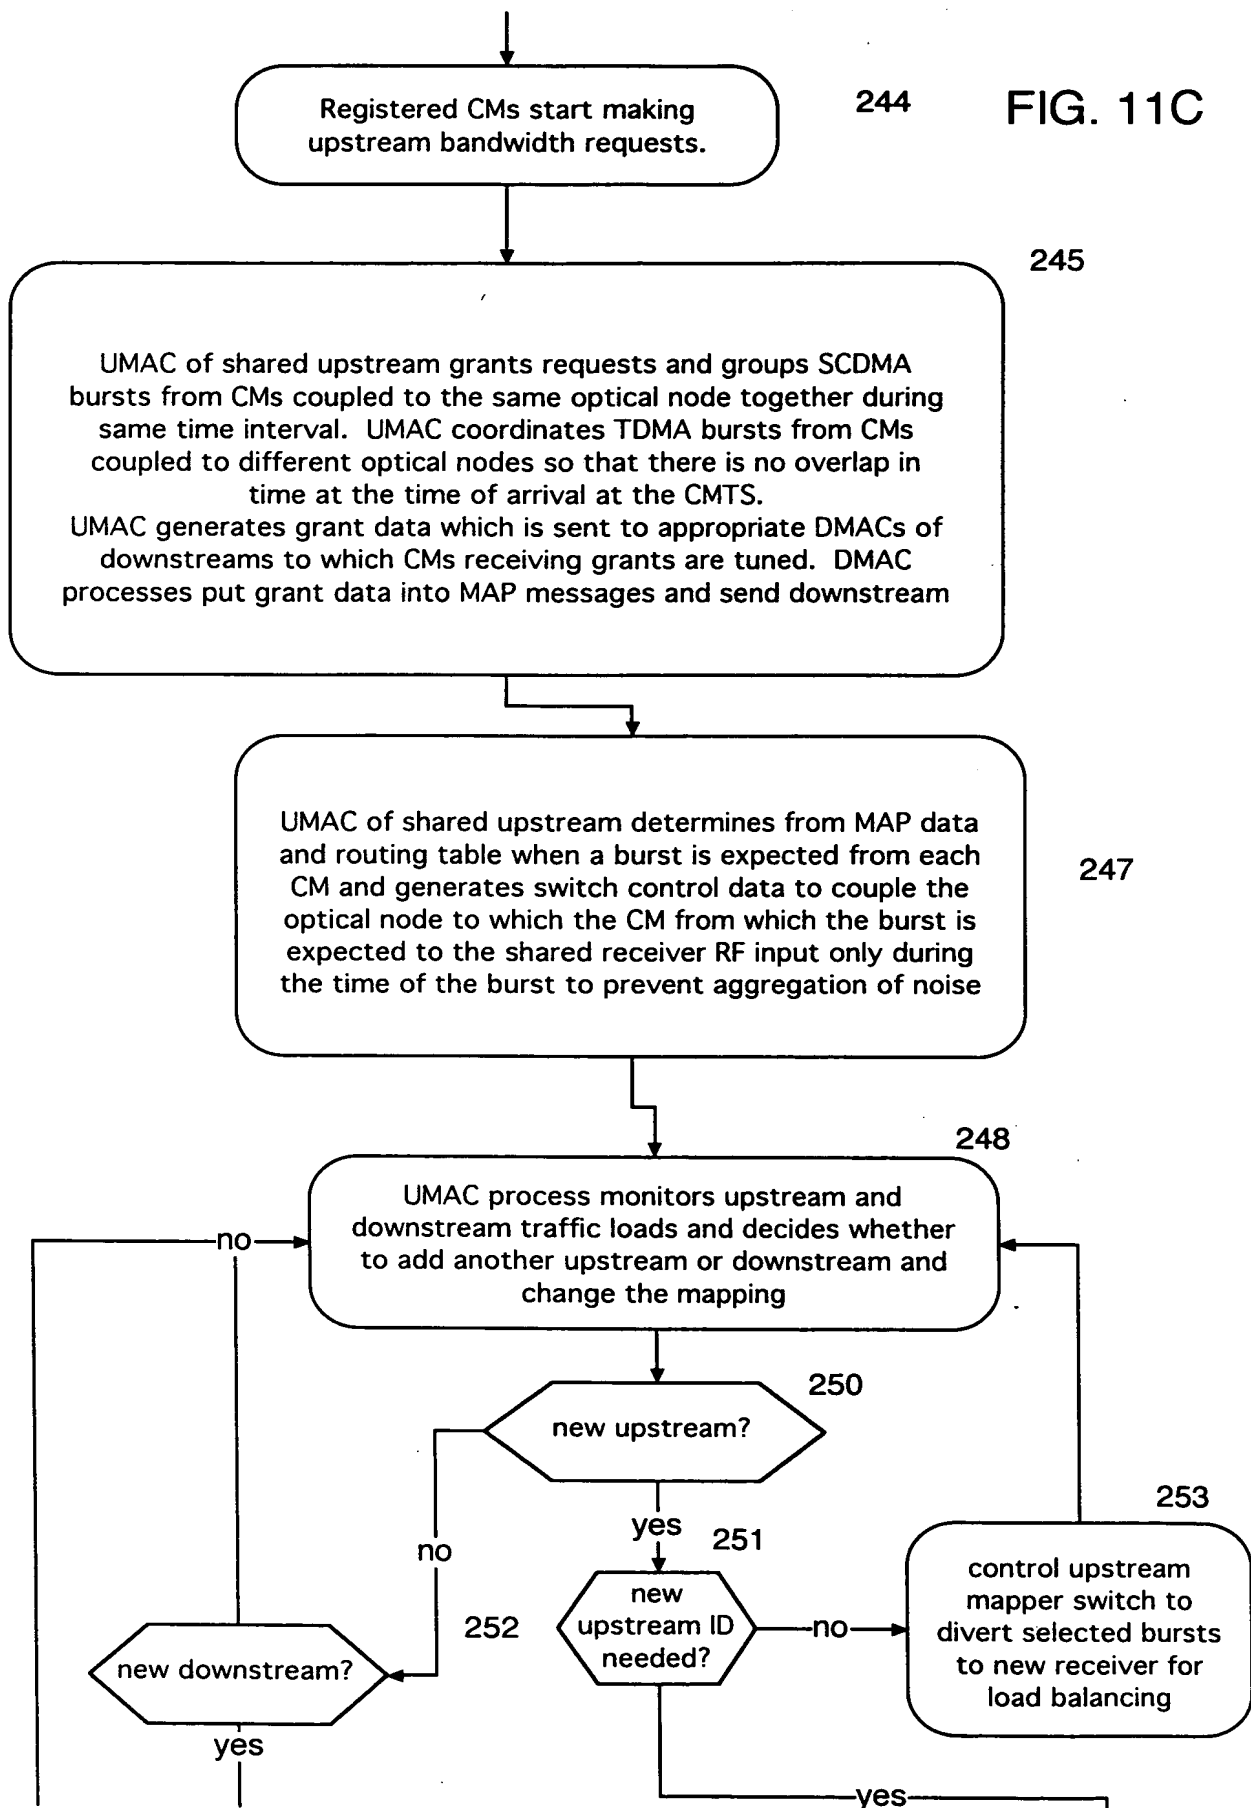 244
FIG. 11C
Registered CMs start making
upstream bandwidth requests.
245
UMAC of shared upstream grants requests and groups SCDMA
bursts from CMs coupled to the same optical node together during
same time interval. UMAC coordinates TDMA bursts from CMs
coupled to different optical nodes so that there is no overlap in
time at the time of arrival at the CMTS.
UMAC generates grant data which is sent to appropriate DMACs of
downstreams to which CMs receiving grants are tuned. DMAC
processes put grant data into MAP messages and send downstream
247
UMAC of shared upstream determines from MAP data
and routing table when a burst is expected from each
CM and generates switch control data to couple the
optical node to which the CM from which the burst is
expected to the shared receiver RF input only during
the time of the burst to prevent aggregation of noise
248
UMAC process monitors upstream and
downstream traffic loads and decides whether
to add another upstream or downstream and
change the mapping
no
250
new upstream?
yes
no
251
new
upstream ID
needed?
no
253
control upstream
mapper switch to
divert selected bursts
to new receiver for
load balancing
252
new downstream?
yes
yes